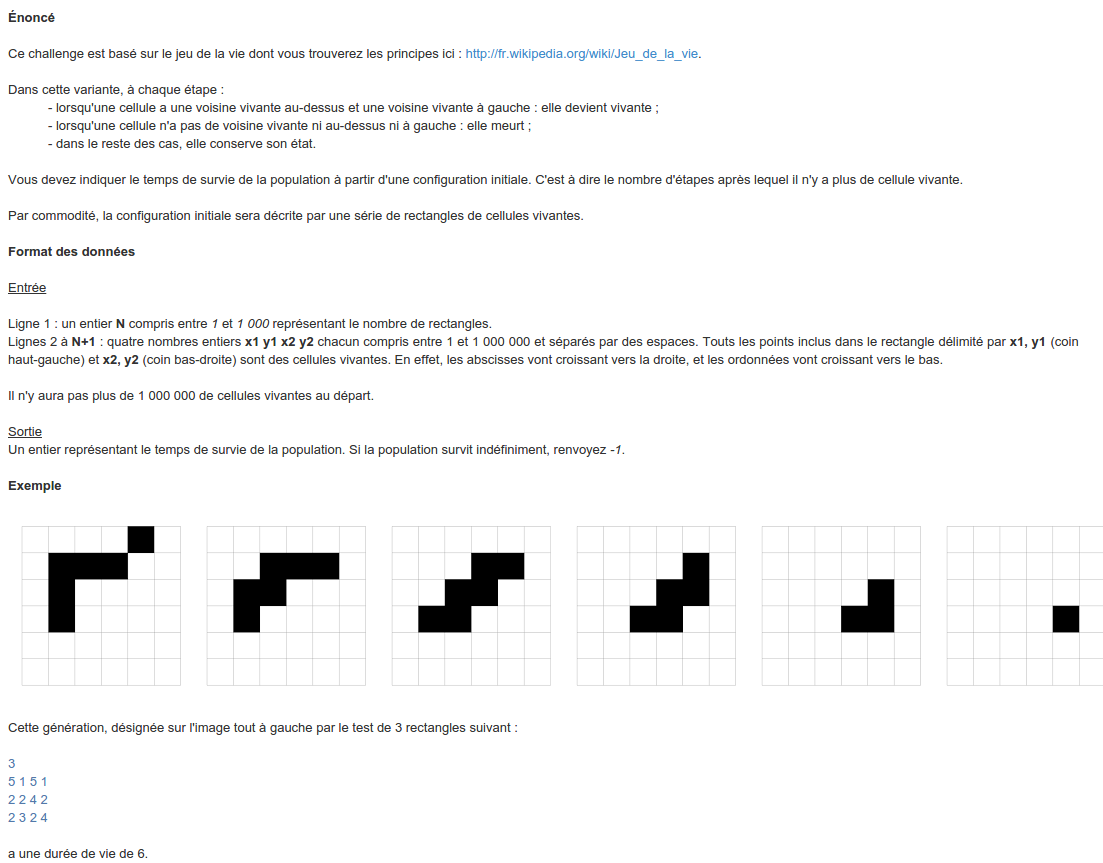 Énoncé
Ce challenge est basé sur le jeu de la vie dont vous trouverez les principes ici : http://fr.wikipedia.org/wiki/Jeu_de_la_vie.
Dans cette variante, à chaque étape :
- lorsqu'une cellule a une voisine vivante au-dessus et une voisine vivante à gauche : elle devient vivante ;
- lorsqu'une cellule n'a pas de voisine vivante ni au-dessus ni à gauche : elle meurt ;
- dans le reste des cas, elle conserve son état.
Vous devez indiquer le temps de survie de la population à partir d'une configuration initiale. C'est à dire le nombre d'étapes après lequel il n'y a plus de cellule vivante.
Par commodité, la configuration initiale sera décrite par une série de rectangles de cellules vivantes.
Format des données
Entrée
Ligne 1 : un entier N compris entre 1 et 1 000 représentant le nombre de rectangles.
Lignes 2 à N+1 : quatre nombres entiers x1 y1 x2 y2 chacun compris entre 1 et 1 000 000 et séparés par des espaces. Touts les points inclus dans le rectangle délimité par x1, y1 (coin
haut-gauche) et x2, y2 (coin bas-droite) sont des cellules vivantes. En effet, les abscisses vont croissant vers la droite, et les ordonnées vont croissant vers le bas.
Il n'y aura pas plus de 1 000 000 de cellules vivantes au départ.
Sortie
Un entier représentant le temps de survie de la population. Si la population survit indéfiniment, renvoyez -1.
Exemple
Cette génération, désignée sur l'image tout à gauche par le test de 3 rectangles suivant :
3
5 1 5 1
2 2 4 2
2 3 2 4
a une durée de vie de 6.